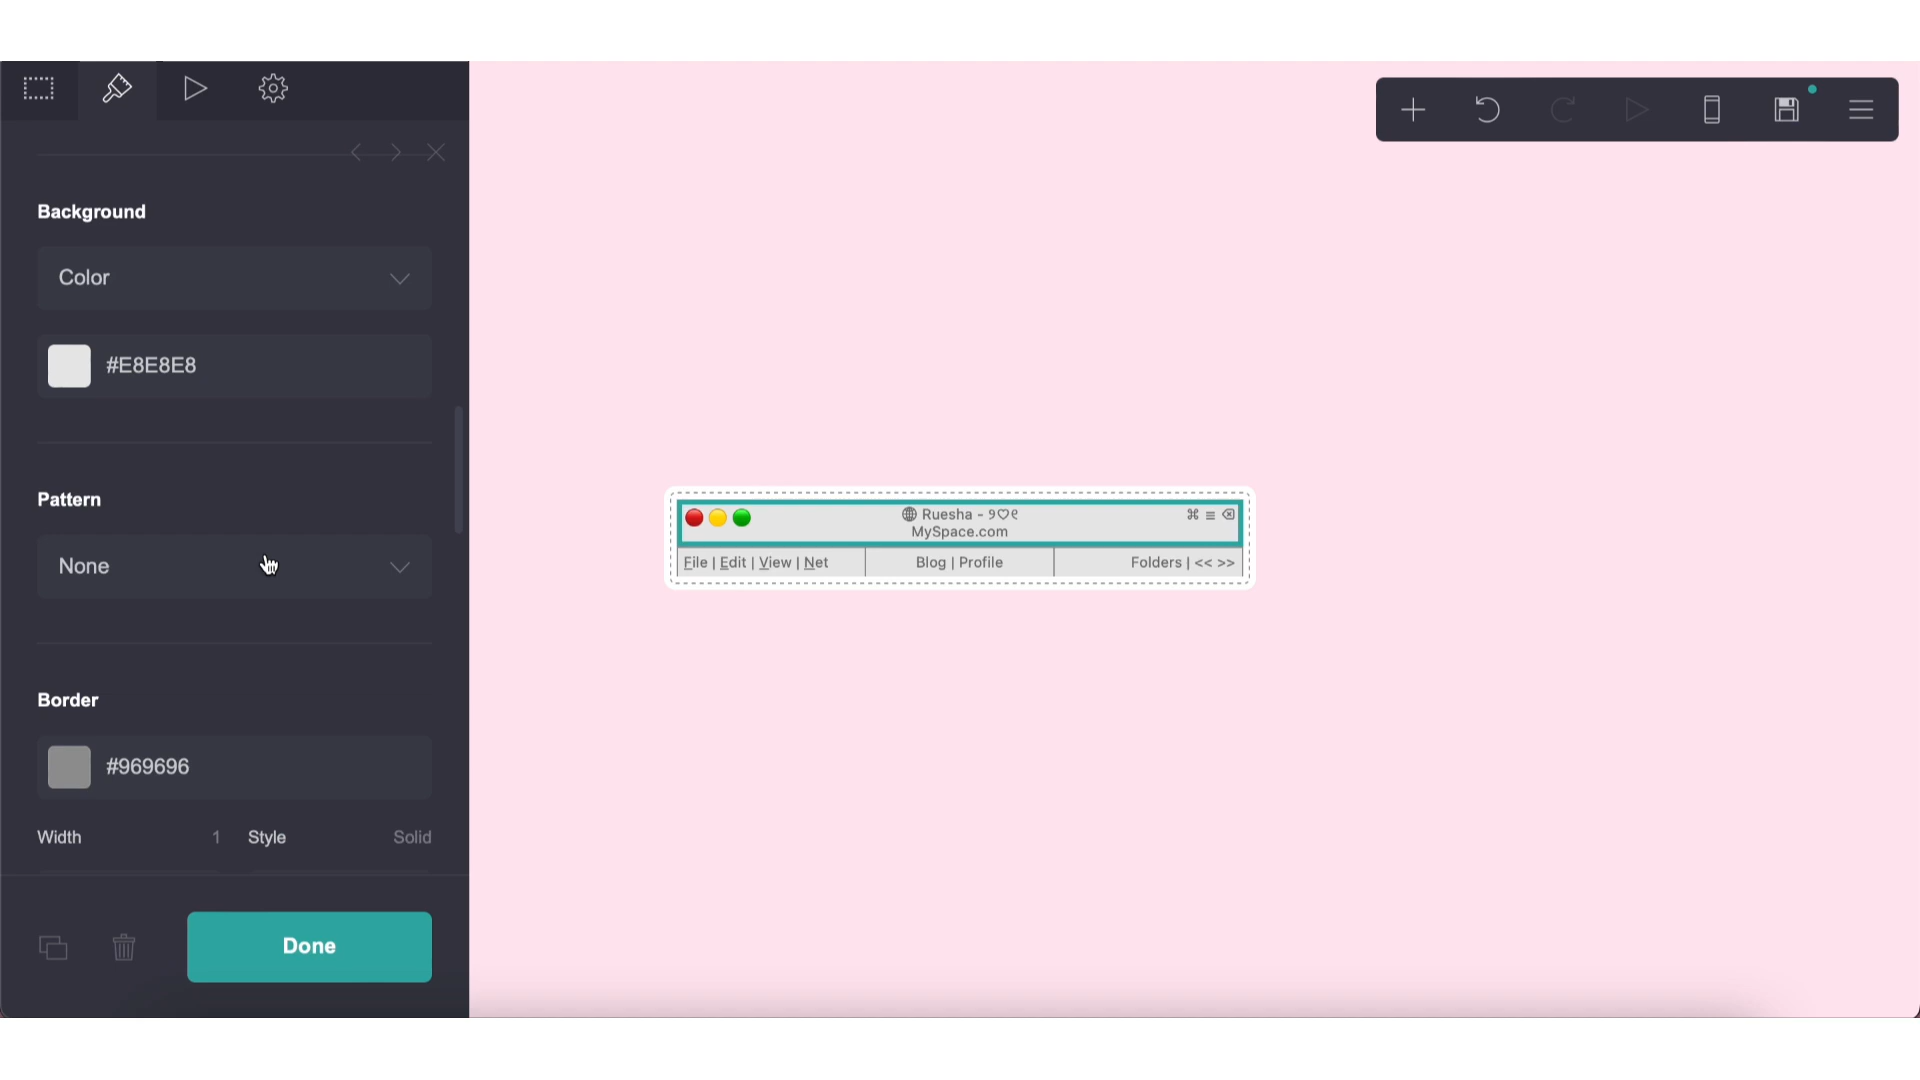 Background
Color
#E8E8E8
Pattern
None
Border
#969696
Width 1 Style Solid
Done
Ruesha - ୨♡୧
MySpace.com
⌘ ≡ ⌫
File | Edit | View | Net
Blog | Profile
Folders | << >>